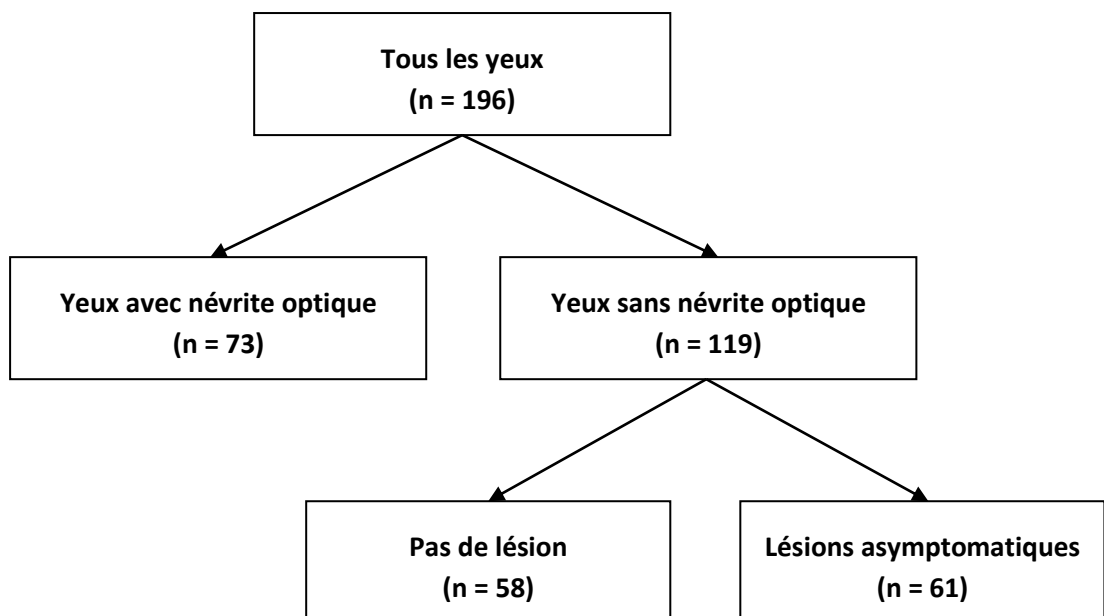 Tous les yeux
(n = 196)
Yeux avec névrite optique
(n = 73)
Yeux sans névrite optique
(n = 119)
Pas de lésion
(n = 58)
Lésions asymptomatiques
(n = 61)